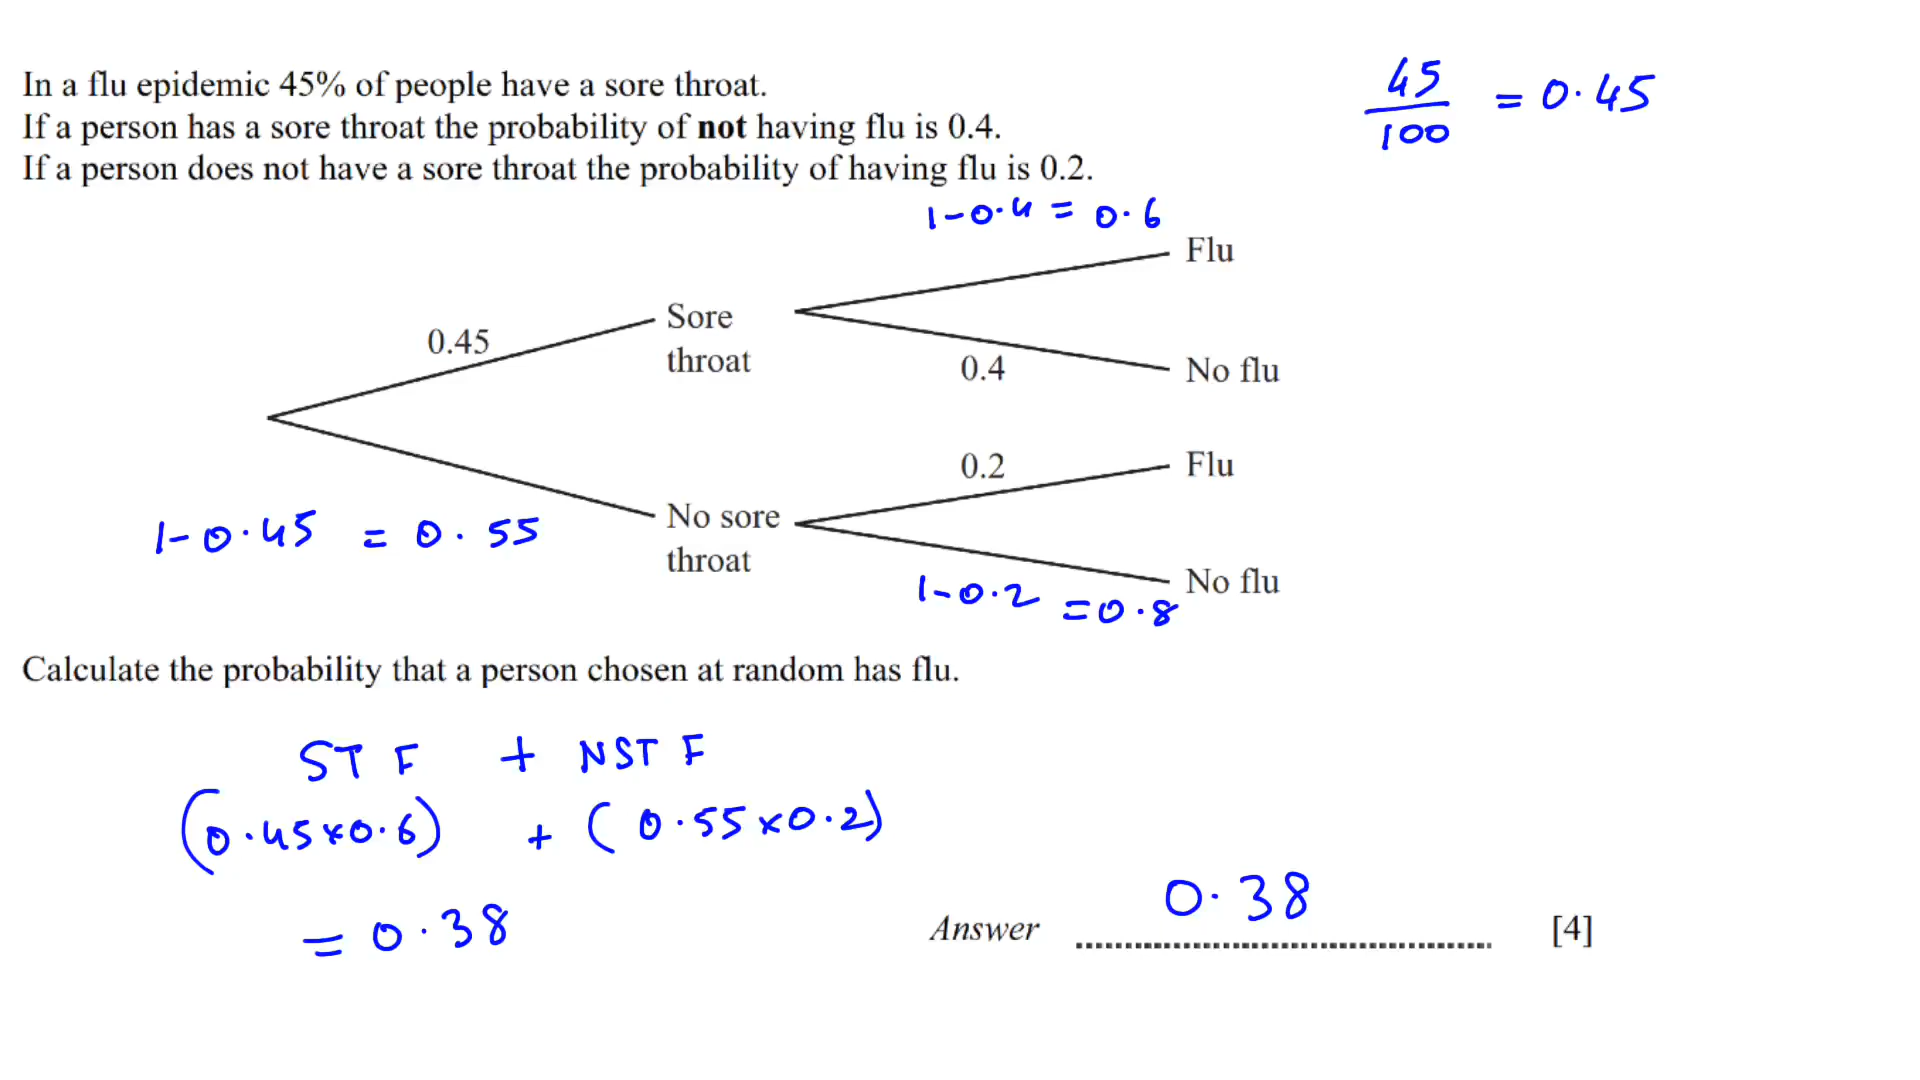 In a flu epidemic 45% of people have a sore throat.
If a person has a sore throat the probability of not having flu is 0.4.
If a person does not have a sore throat the probability of having flu is 0.2.
45
100
= 0.45
1-0.4 = 0.6
Flu
0.45
Sore
throat
0.4
No flu
0.2
Flu
1-0.45 = 0.55
No sore
throat
1-0.2 =0.8
No flu
Calculate the probability that a person chosen at random has flu.
ST F + NST F
(0.45×0.6) + (0.55×0.2)
= 0.38
Answer 0.38 [4]